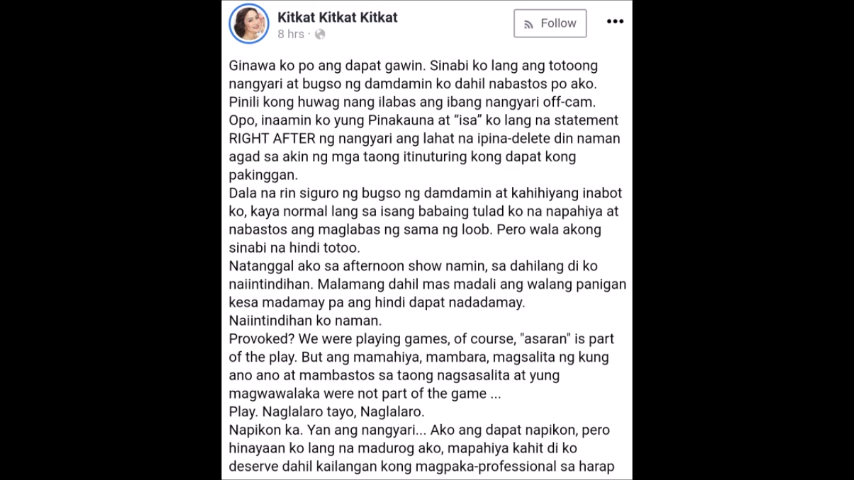 Kitkat Kitkat Kitkat
8 hrs ·
Follow
Ginawa ko po ang dapat gawin. Sinabi ko lang ang totoong
nangyari at bugso ng damdamin ko dahil nabastos po ako.
Pinili kong huwag nang ilabas ang ibang nangyari off-cam.
Opo, inaamin ko yung Pinakauna at “isa” ko lang na statement
RIGHT AFTER ng nangyari ang lahat na ipina-delete din naman
agad sa akin ng mga taong itinuturing kong dapat kong
pakinggan.
Dala na rin siguro ng bugso ng damdamin at kahihiyang inabot
ko, kaya normal lang sa isang babaing tulad ko na napahiya at
nabastos ang maglabas ng sama ng loob. Pero wala akong
sinabi na hindi totoo.
Natanggal ako sa afternoon show namin, sa dahilang di ko
naiintindihan. Malamang dahil mas madali ang walang panigan
kesa madamay pa ang hindi dapat nadadamay.
Naiintindihan ko naman.
Provoked? We were playing games, of course, "asaran" is part
of the play. But ang mamahiya, mambara, magsalita ng kung
ano ano at mambastos sa taong nagsasalita at yung
magwawalaka were not part of the game ...
Play. Naglalaro tayo, Naglalaro.
Napikon ka. Yan ang nangyari... Ako ang dapat napikon, pero
hinayaan ko lang na madurog ako, mapahiya kahit di ko
deserve dahil kailangan kong magpaka-professional sa harap